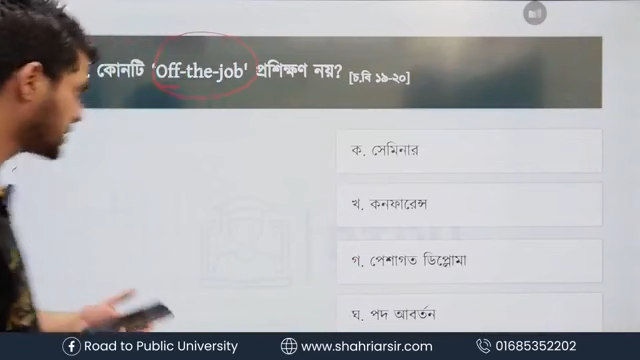 . কোনটি 'Off-the-job' প্রশিক্ষণ নয়? [চ.বি ১৯-২০]
ক. সেমিনার
খ. কনফারেন্স
গ. পেশাগত ডিপ্লোমা
ঘ. পদ আবর্তন
Road to Public University
www.shahriarsir.com
01685352202